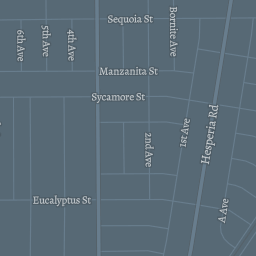 Sequoia St
6th Ave
5th Ave
4th Ave
Bornite Ave
Manzanita St
Sycamore St
2nd Ave
1st Ave
Hesperia Rd
Eucalyptus St
A Ave